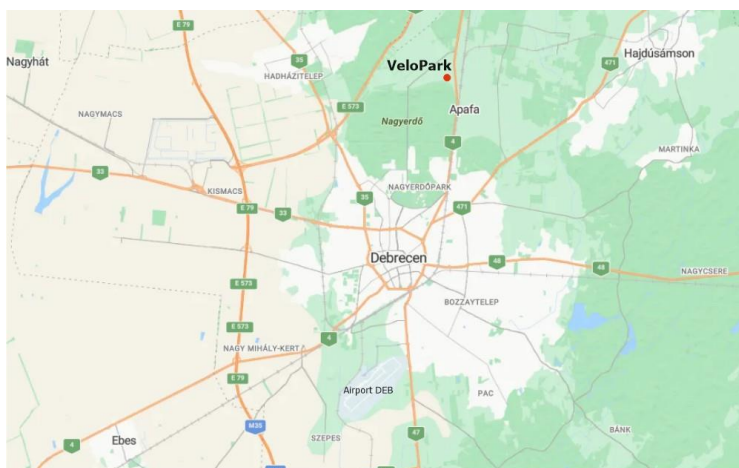 E 79
E 79
4
Nagyhát
35
VeloPark
471
Hajdúsámson
HADHÁZITELEP
E 573
Apafa
NAGYMACS
Nagyerdő
4
MARTINKA
33
KISMACS
NAGYERDŐPARK
E 79
33
35
471
Debrecen
48
48
NAGYCSERE
E 573
BOZZAYTELEP
E 573
4
NAGY MIHÁLY-KERT
E 79
Airport DEB
PAC
M35
47
BÁNK
4
Ebes
SZEPES